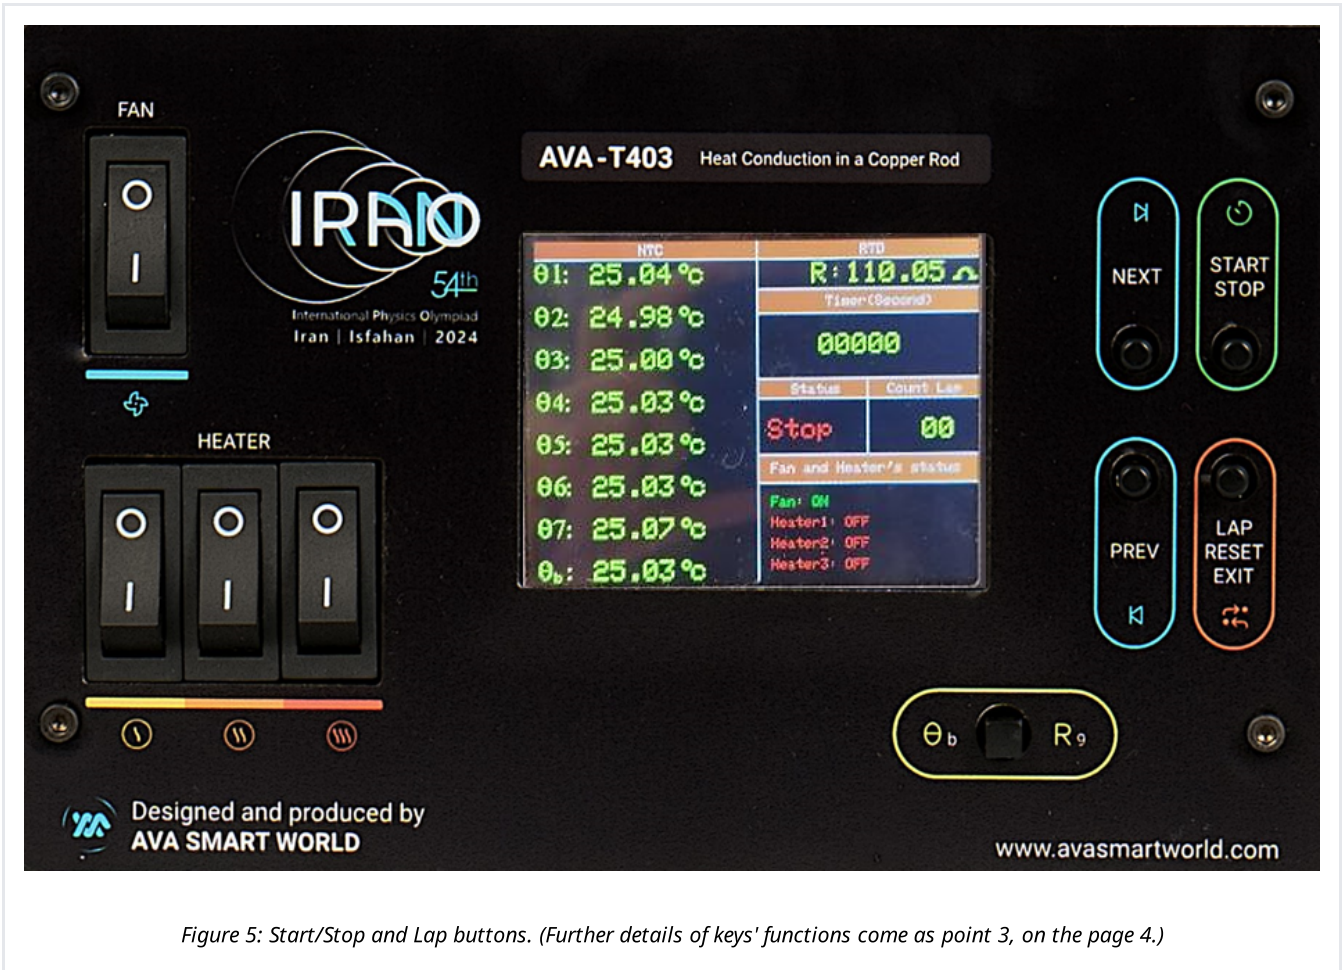 FAN
O
I
IRAN
54th
International Physics Olympiad
Iran | Isfahan | 2024
HEATER
O O O
I I I
Designed and produced by
AVA SMART WORLD
AVA-T403 Heat Conduction in a Copper Rod
NTC
θ1: 25.04°c
θ2: 24.98°c
θ3: 25.00°c
θ4: 25.03°c
θ5: 25.03°c
θ6: 25.03°c
θ7: 25.07°c
θb: 25.03°c
RTD
R:110.05Ω
Timer(Second)
00000
Status Count Lap
Stop 00
Fan and Heater's status
Fan: ON
Heater1: OFF
Heater2: OFF
Heater3: OFF
NEXT
START
STOP
PREV
LAP
RESET
EXIT
θb Rg
www.avasmartworld.com
Figure 5: Start/Stop and Lap buttons. (Further details of keys' functions come as point 3, on the page 4.)